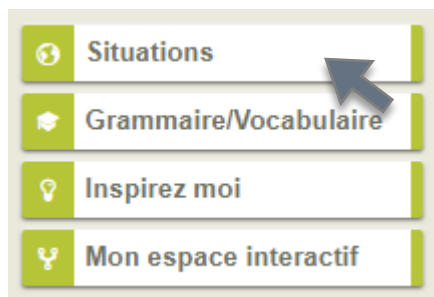 Situations
Grammaire/Vocabulaire
Inspirez moi
Mon espace interactif